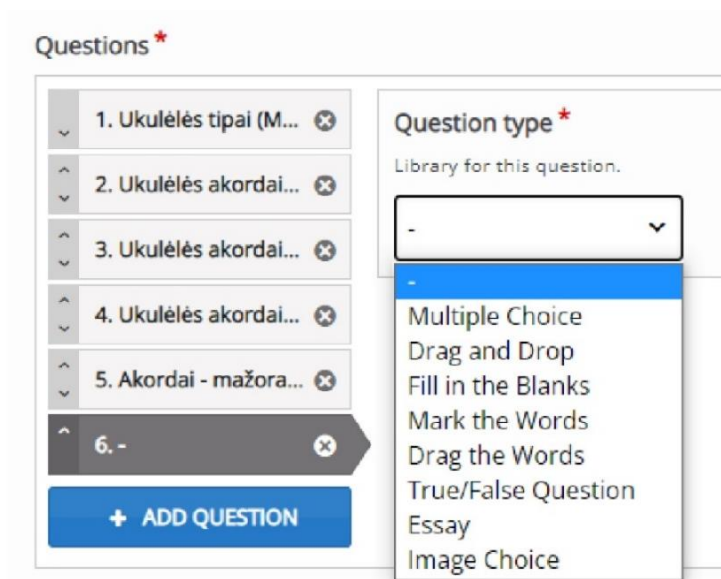 Questions *
1. Ukulėlės tipai (M...
2. Ukulėlės akordai...
3. Ukulėlės akordai...
4. Ukulėlės akordai...
5. Akordai - mažora...
6. -
+ ADD QUESTION
Question type *
Library for this question.
-
-
Multiple Choice
Drag and Drop
Fill in the Blanks
Mark the Words
Drag the Words
True/False Question
Essay
Image Choice